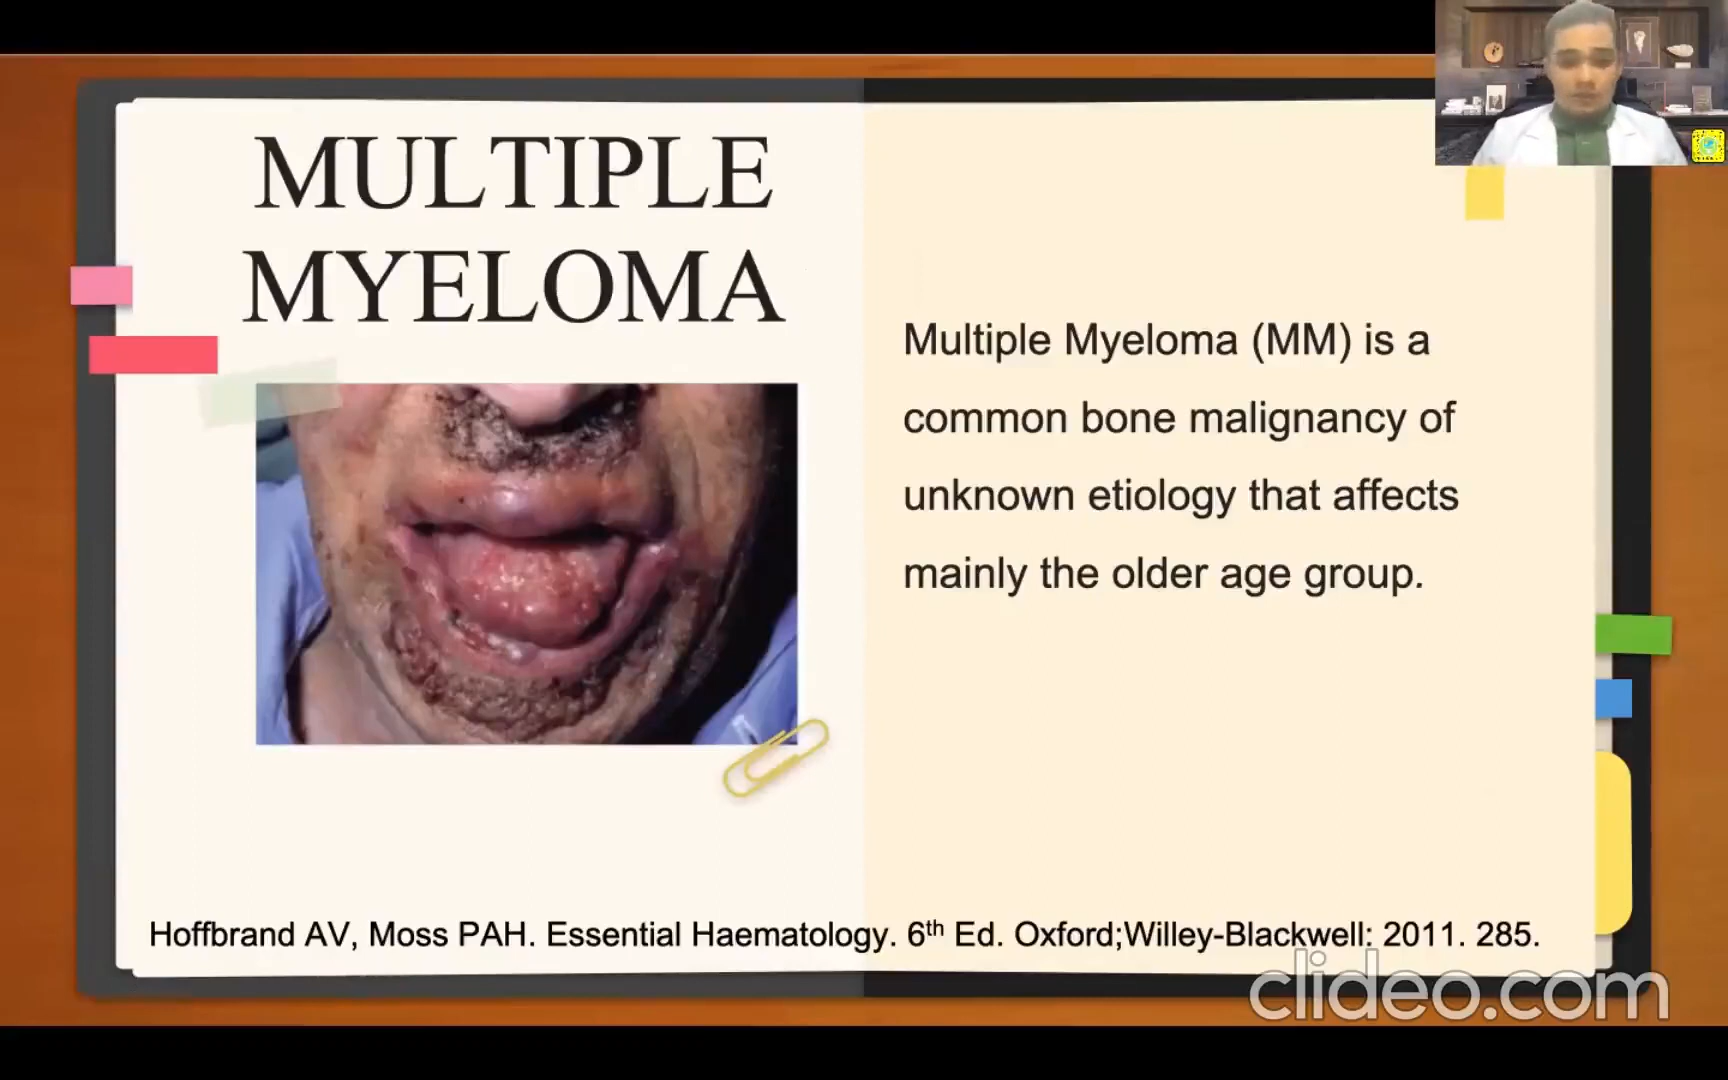 MULTIPLE
MYELOMA
Multiple Myeloma (MM) is a
common bone malignancy of
unknown etiology that affects
mainly the older age group.
Hoffbrand AV, Moss PAH. Essential Haematology. 6th Ed. Oxford;Willey-Blackwell: 2011. 285.
clideo.com